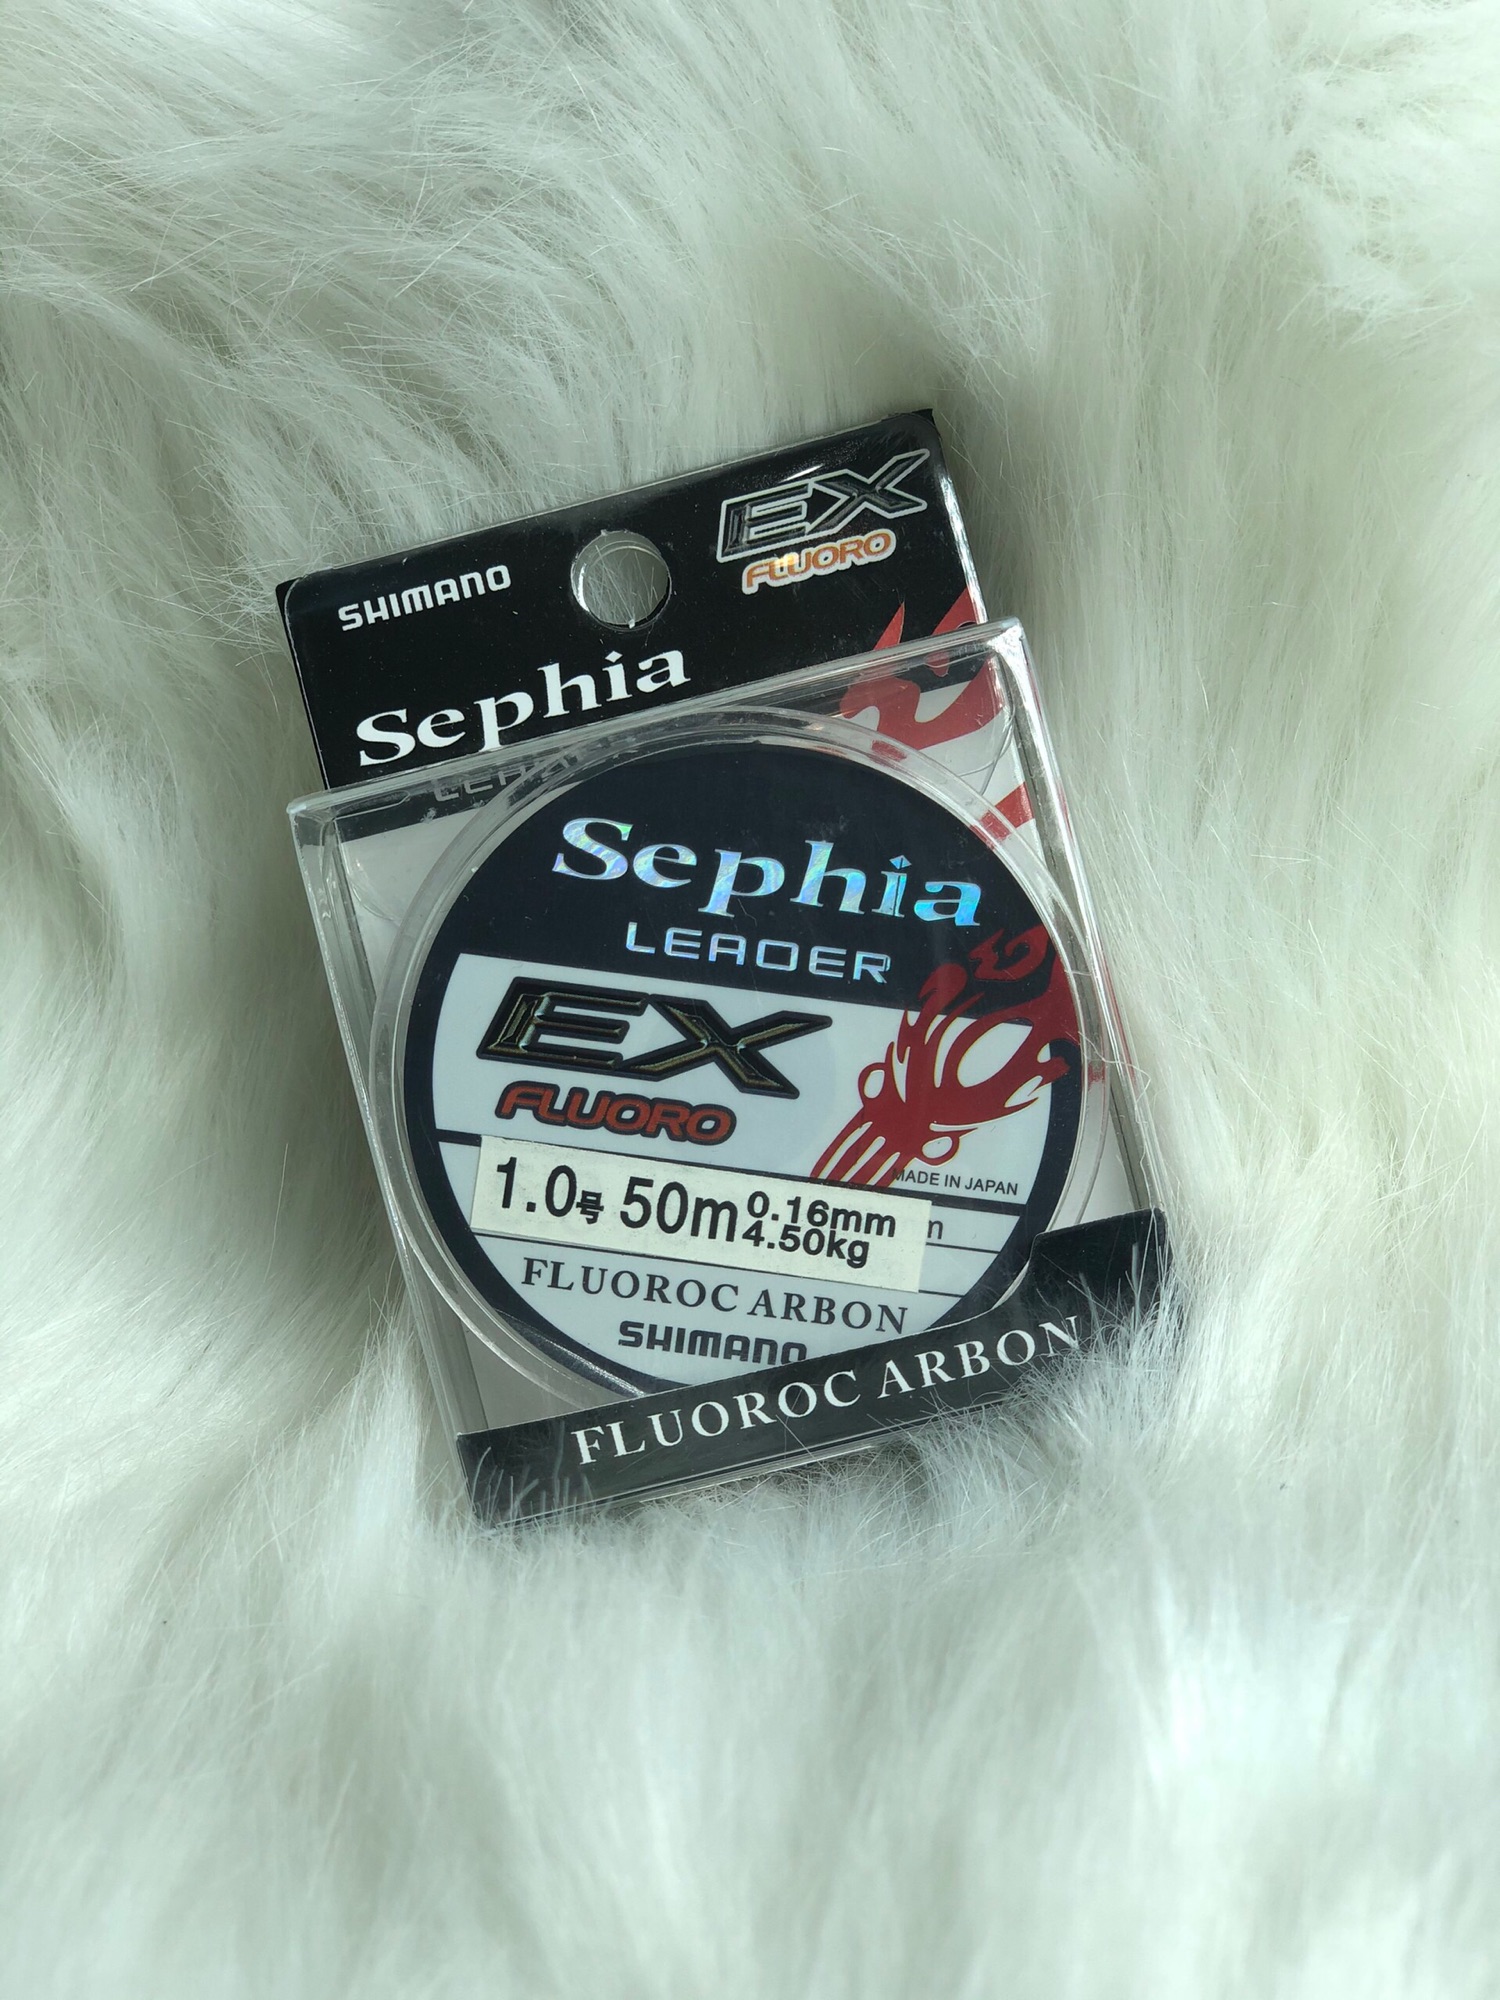 SHIMANO
EX
FLUORO
Sephia
Sephia
LEADER
EX
FLUORO
MADE IN JAPAN
1.0号 50m 0.16mm
4.50kg
FLUOROC ARBON
SHIMANO
FLUOROC ARBON